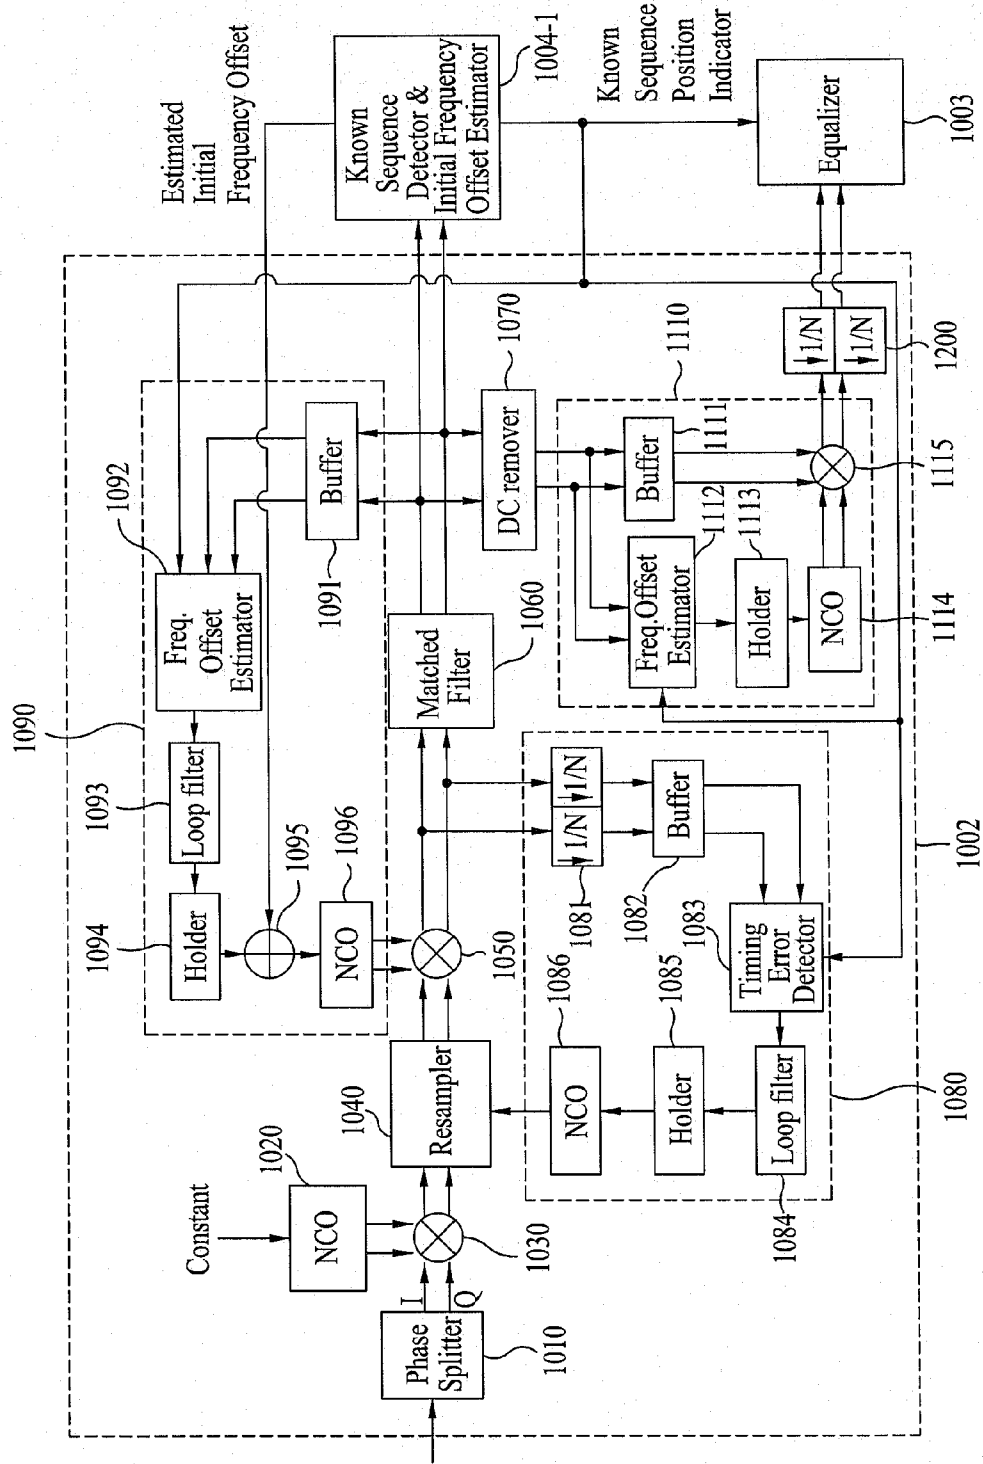 Estimated
Initial
Frequency Offset
Known
Sequence
Detector &
Initial Frequency
Offset Estimator
1004-1
Known
Sequence
Position
Indicator
Equalizer
1003
1090
1092
Freq.
Offset
Estimator
1093
Loop filter
1094
Holder
1095
1096
NCO
Buffer
1091
Constant
1020
NCO
1040
Resampler
Phase
Splitter
1010
I
Q
1030
1050
Matched
Filter
1060
1070
DC remover
1110
Buffer
1111
Freq.Offset
Estimator
1112
Holder
1113
NCO
1114
1115
1/N
1/N
1200
1/N
1/N
1081
Buffer
1082
1083
Timing
Error
Detector
Loop filter
1084
Holder
1085
NCO
1086
1080
1002